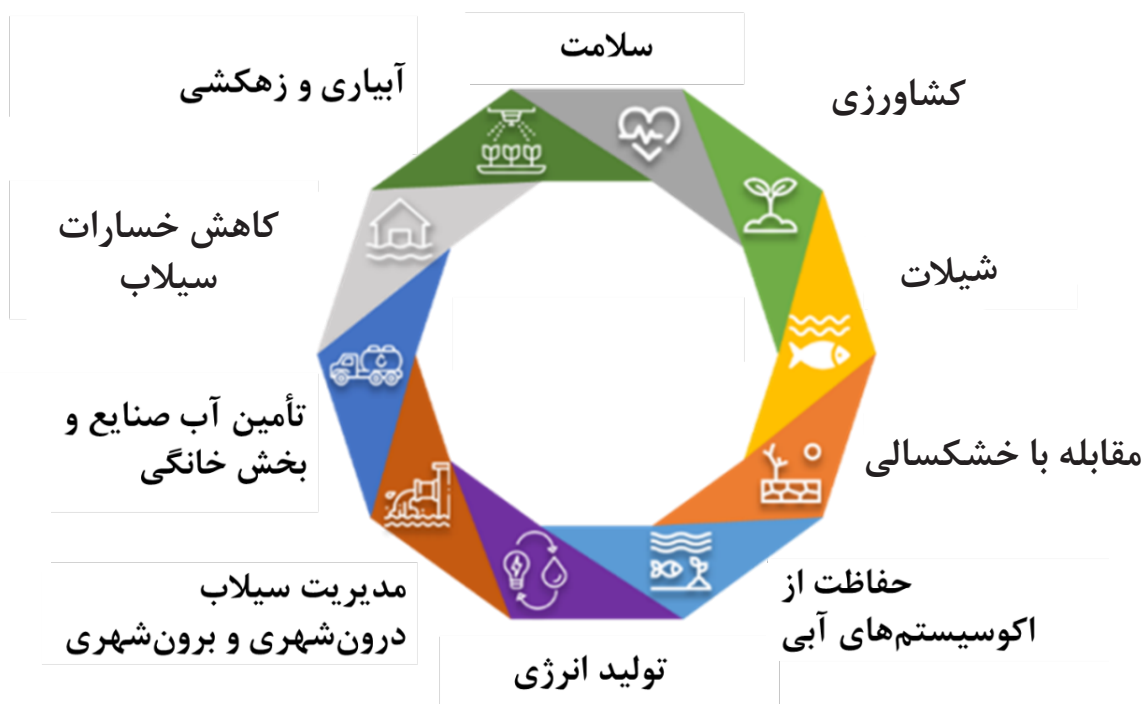 سلامت
کشاورزی
شیلات
مقابله با خشکسالی
حفاظت از
اکوسیستم‌های آبی
تولید انرژی
مدیریت سیلاب
درون‌شهری و برون‌شهری
تأمین آب صنایع و
بخش خانگی
کاهش خسارات
سیلاب
آبیاری و زهکشی